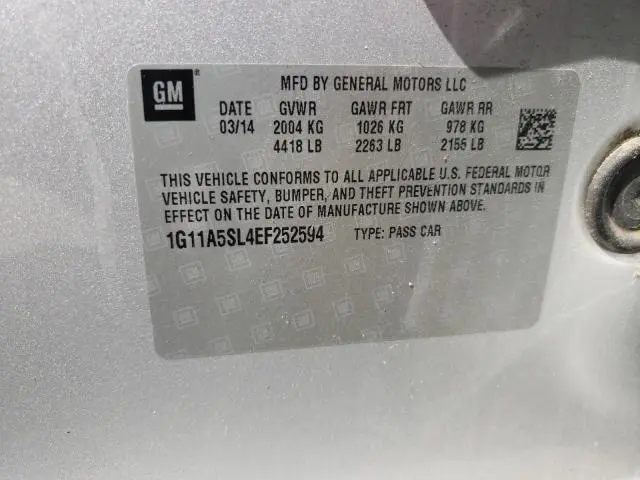 GM
MFD BY GENERAL MOTORS LLC
DATE GVWR GAWR FRT GAWR RR
03/14 2004 KG 1026 KG 978 KG
4418 LB 2263 LB 2156 LB
THIS VEHICLE CONFORMS TO ALL APPLICABLE U.S. FEDERAL MOTOR
VEHICLE SAFETY, BUMPER, AND THEFT PREVENTION STANDARDS IN
EFFECT ON THE DATE OF MANUFACTURE SHOWN ABOVE.
1G11A5SL4EF252594 TYPE: PASS CAR